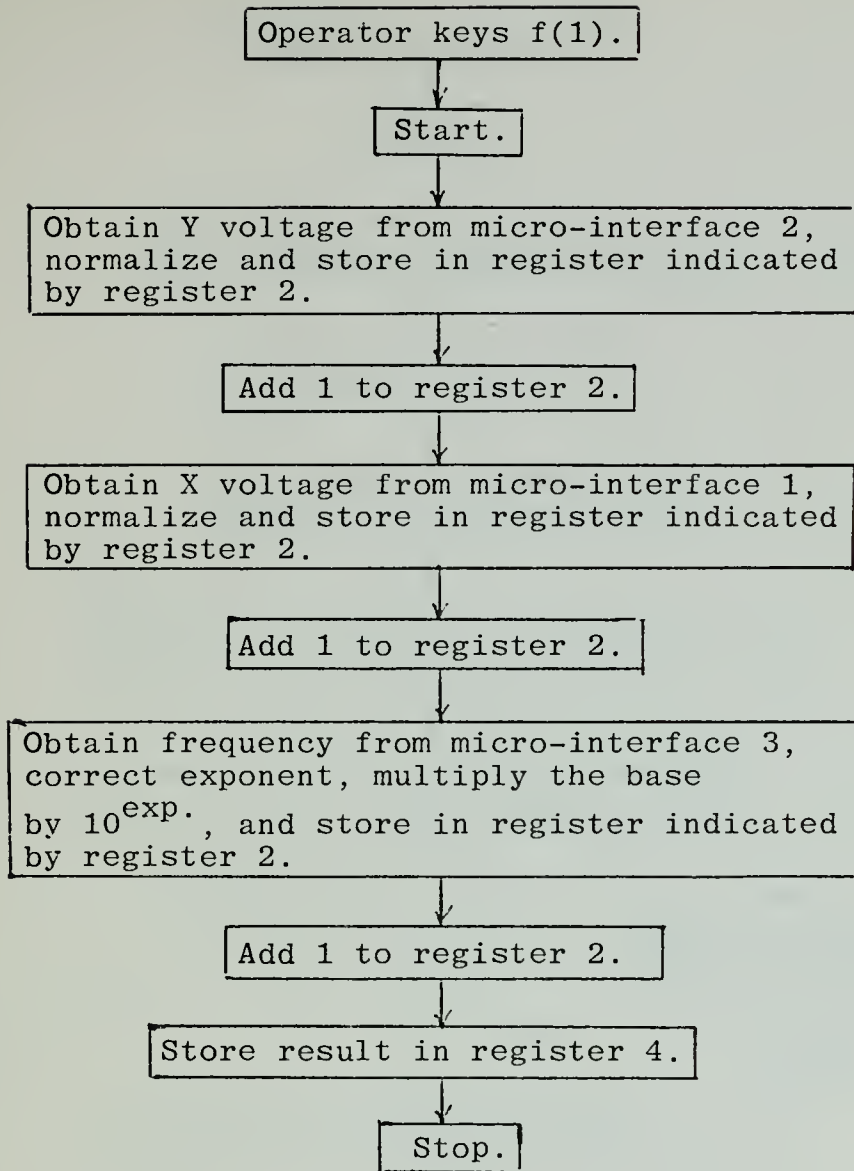 Operator keys f(1).
Start.
Obtain Y voltage from micro-interface 2,
normalize and store in register indicated
by register 2.
Add 1 to register 2.
Obtain X voltage from micro-interface 1,
normalize and store in register indicated
by register 2.
Add 1 to register 2.
Obtain frequency from micro-interface 3,
correct exponent, multiply the base
by 10^exp., and store in register indicated
by register 2.
Add 1 to register 2.
Store result in register 4.
Stop.